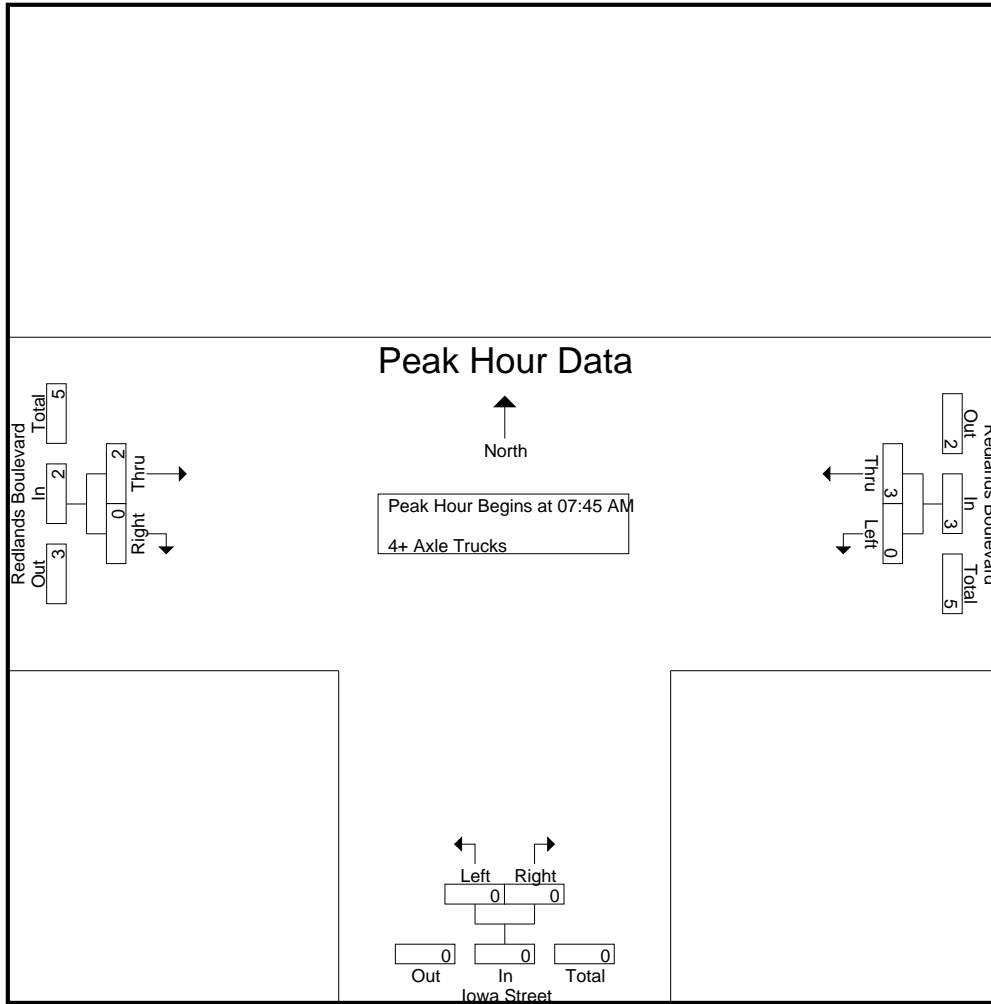 Peak Hour Data
North
Peak Hour Begins at 07:45 AM
4+ Axle Trucks
Redlands Boulevard
Out
In
Total
3
2
5
Right
Thru
0
2
Redlands Boulevard
Out
In
Total
2
3
5
Thru
Left
3
0
Left Right
0 0
0 0 0
Out In Total
Iowa Street